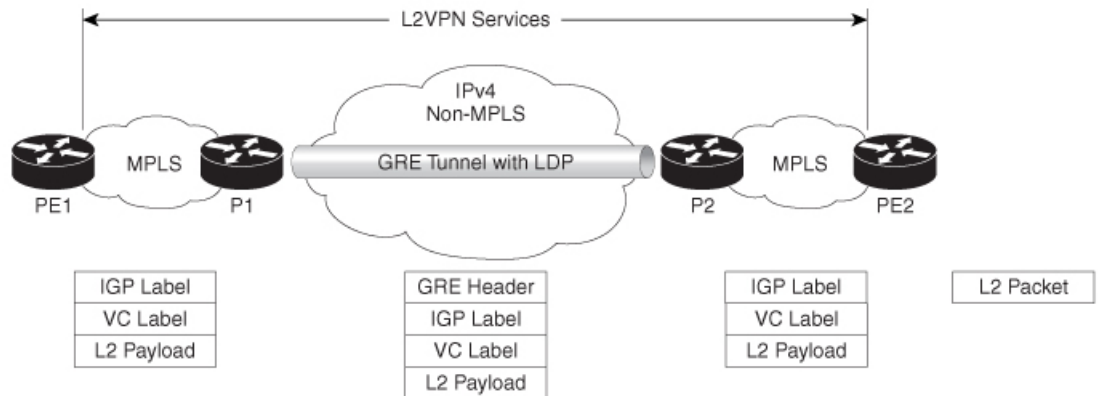 L2VPN Services
IPv4
Non-MPLS
MPLS
GRE Tunnel with LDP
MPLS
PE1
P1
P2
PE2
IGP Label
VC Label
L2 Payload
GRE Header
IGP Label
VC Label
L2 Payload
IGP Label
VC Label
L2 Payload
L2 Packet